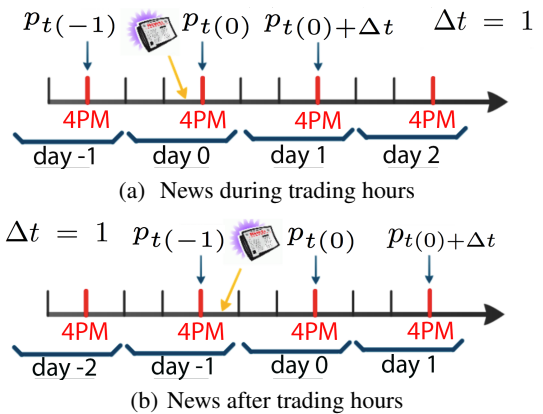 p_{t(-1)} p_{t(0)} p_{t(0)+Δt} Δt = 1
4PM 4PM 4PM 4PM
day -1 day 0 day 1 day 2
(a) News during trading hours
Δt = 1 p_{t(-1)} p_{t(0)} p_{t(0)+Δt}
4PM 4PM 4PM 4PM
day -2 day -1 day 0 day 1
(b) News after trading hours